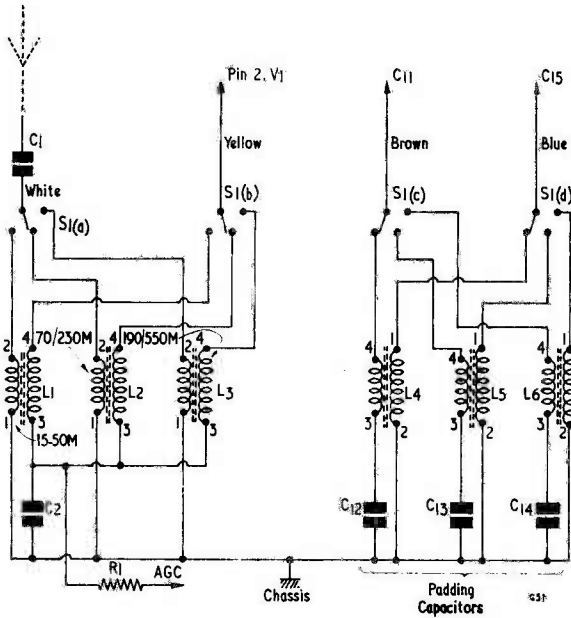 Pin 2, V1
C11
C15
C1
Yellow
Brown
Blue
White
S1(a)
S1(b)
S1(c)
S1(d)
70/230M
190/550M
2
4
2
4
2
4
4
1
4
1
4
1
L1
L2
L3
L4
L5
L6
1
3
1
3
1
3
3
2
3
2
3
2
15-50M
C2
C12
C13
C14
R1
AGC
Chassis
Padding
Capacitors